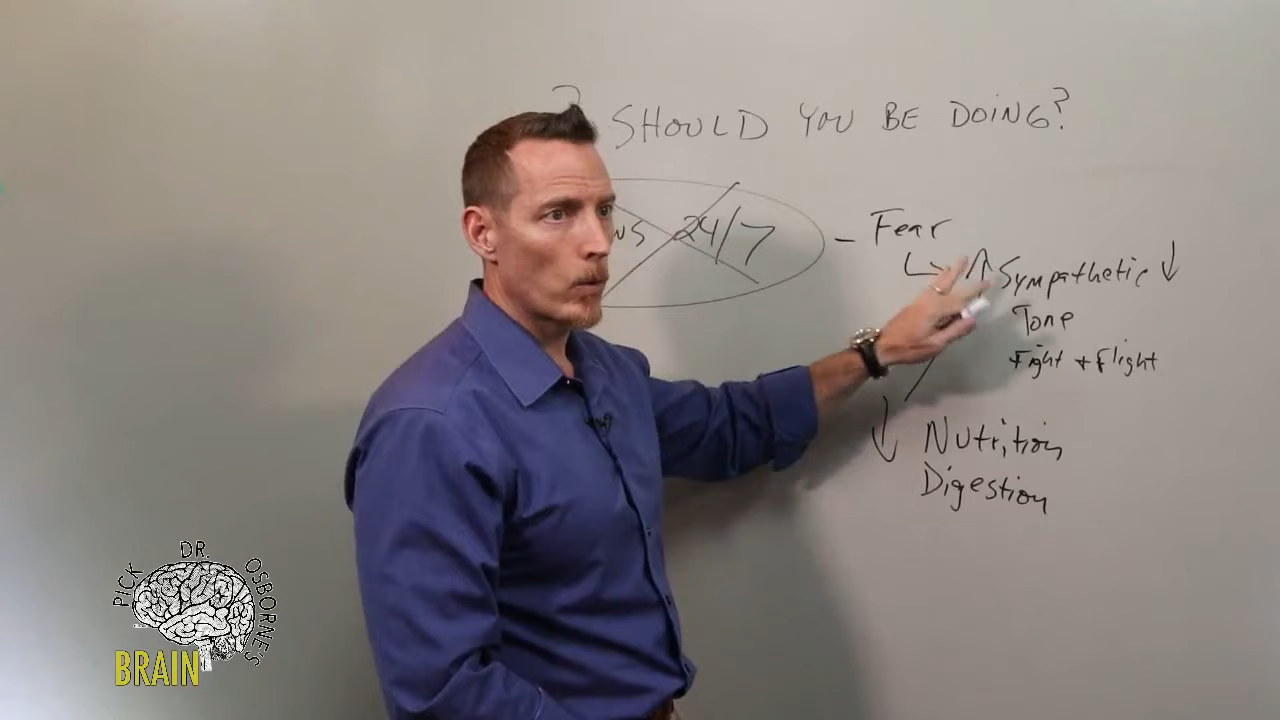 ? SHOULD YOU BE DOING?
24/7 – Fear
↑ Sympathetic ↓
Tone
Fight + Flight
↓ Nutrition
Digestion
PICK DR. OSBORNE'S
BRAIN